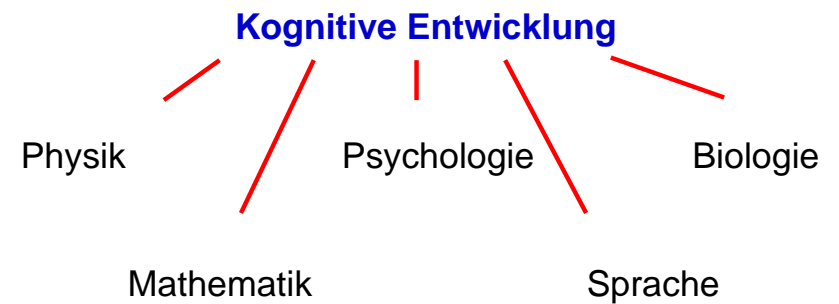 Kognitive Entwicklung
Physik Psychologie Biologie
Mathematik Sprache